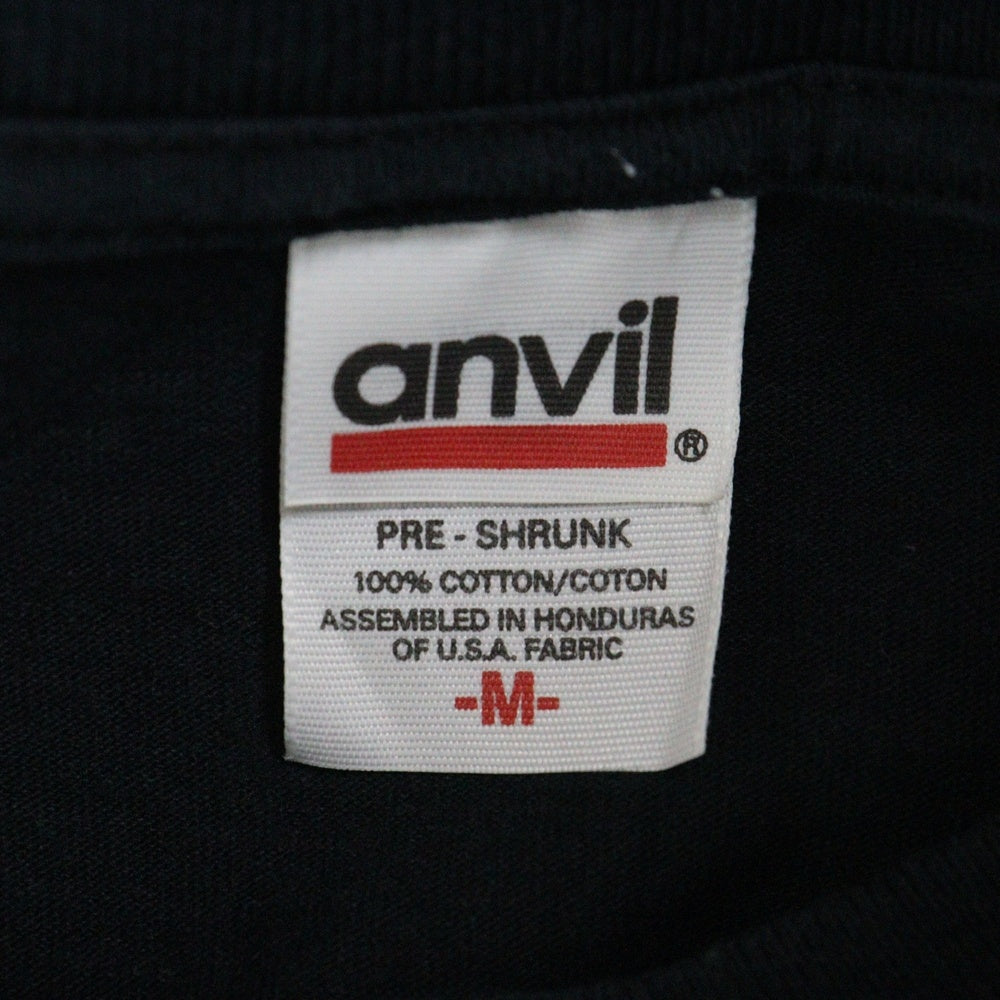 anvil
®
PRE - SHRUNK
100% COTTON/COTON
ASSEMBLED IN HONDURAS
OF U.S.A. FABRIC
-M-